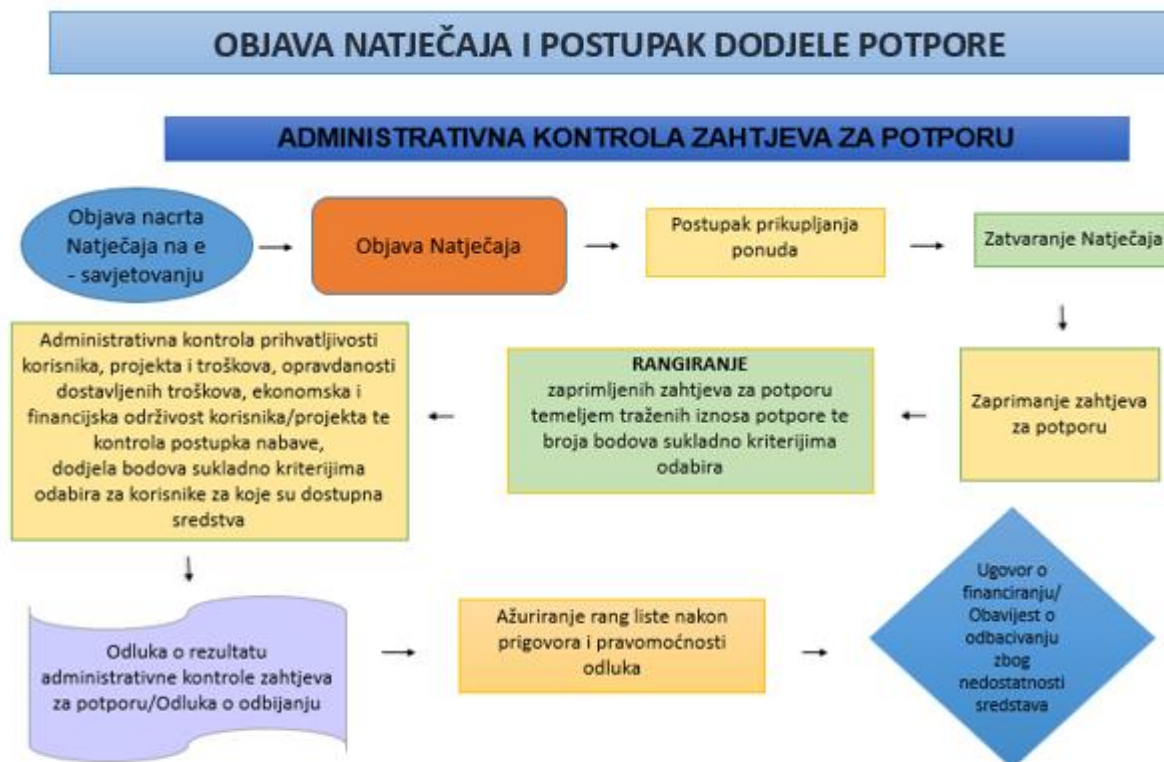 OBJAVA NATJEČAJA I POSTUPAK DODJELE POTPORE
ADMINISTRATIVNA KONTROLA ZAHTJEVA ZA POTPORU
Objava nacrta
Natječaja na e
- savjetovanju
Objava Natječaja
Postupak prikupljanja
ponuda
Zatvaranje Natječaja
Zaprimanje zahtjeva
za potporu
RANGIRANJE
zaprimljenih zahtjeva za potporu
temeljem traženih iznosa potpore te
broja bodova sukladno kriterijima
odabira
Administrativna kontrola prihvatljivosti
korisnika, projekta i troškova, opravdanosti
dostavljenih troškova, ekonomska i
financijska održivost korisnika/projekta te
kontrola postupka nabave,
dodjela bodova sukladno kriterijima
odabira za korisnike za koje su dostupna
sredstva
Odluka o rezultatu
administrativne kontrole zahtjeva
za potporu/Odluka o odbijanju
Ažuriranje rang liste nakon
prigovora i pravomoćnosti
odluka
Ugovor o
financiranju/
Obavijest o
odbacivanju
zbog
nedostatnosti
sredstava